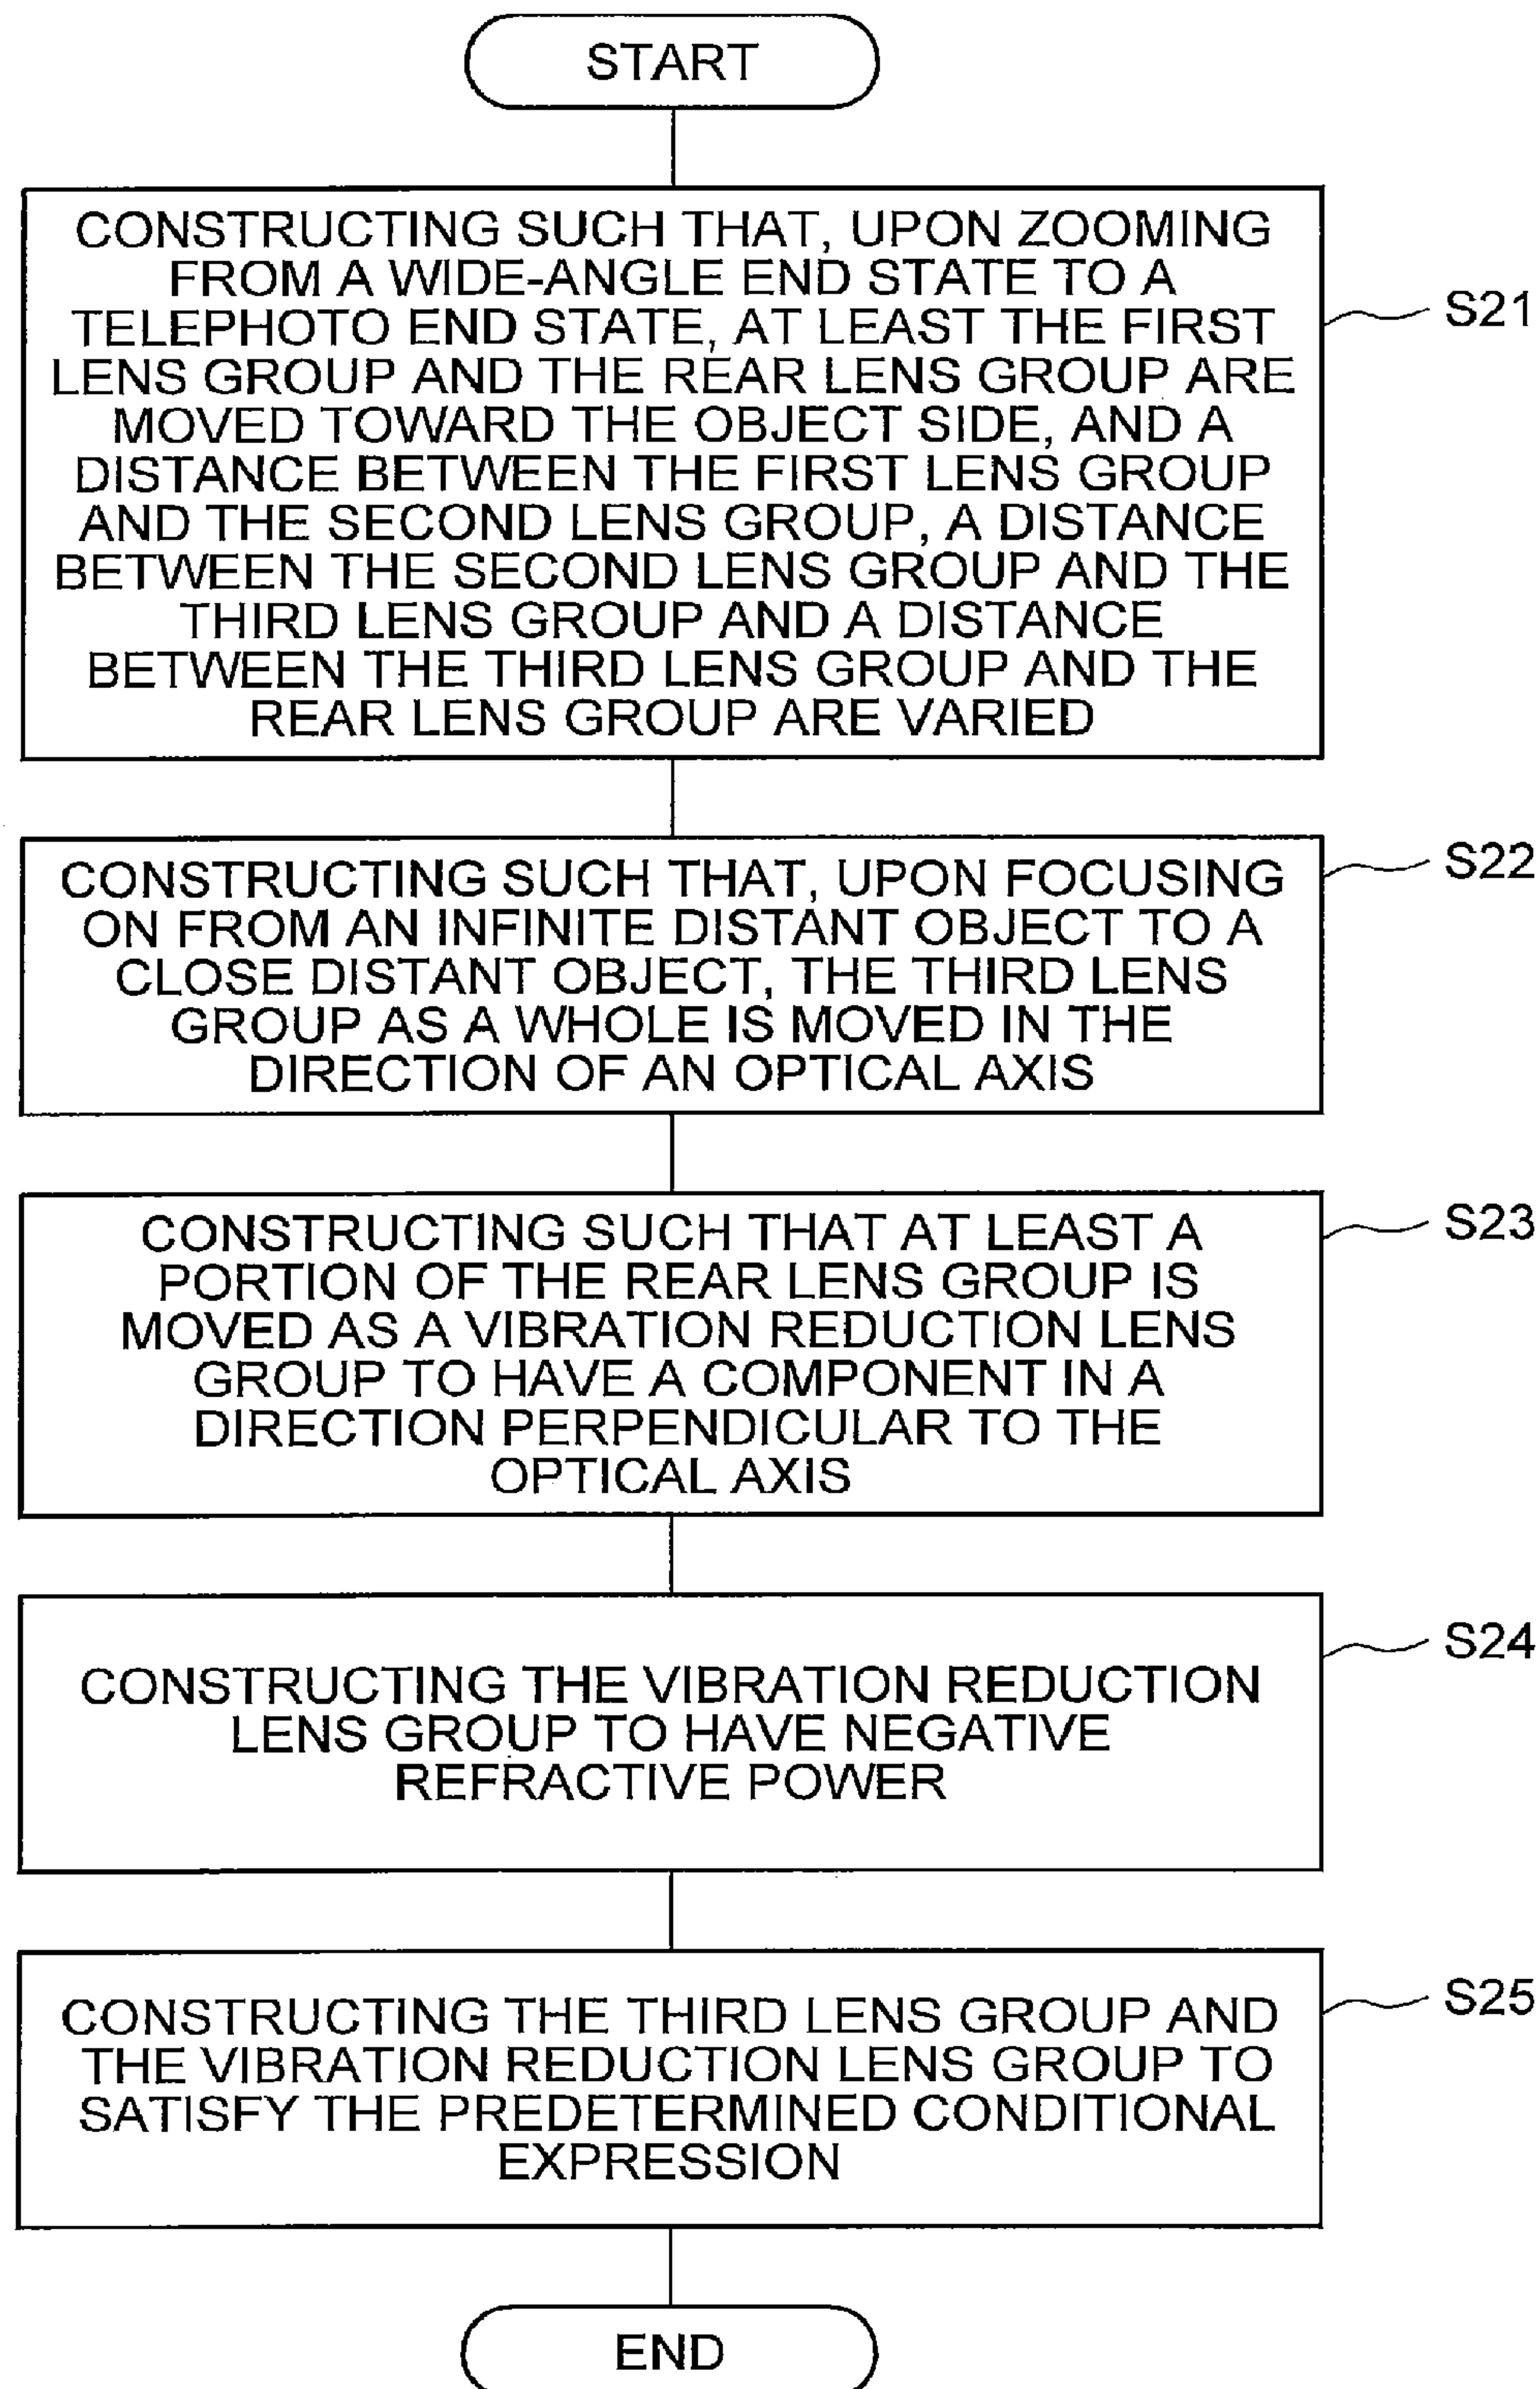 START
CONSTRUCTING SUCH THAT, UPON ZOOMING
FROM A WIDE-ANGLE END STATE TO A
TELEPHOTO END STATE, AT LEAST THE FIRST
LENS GROUP AND THE REAR LENS GROUP ARE
MOVED TOWARD THE OBJECT SIDE, AND A
DISTANCE BETWEEN THE FIRST LENS GROUP
AND THE SECOND LENS GROUP, A DISTANCE
BETWEEN THE SECOND LENS GROUP AND THE
THIRD LENS GROUP AND A DISTANCE
BETWEEN THE THIRD LENS GROUP AND THE
REAR LENS GROUP ARE VARIED
S21
CONSTRUCTING SUCH THAT, UPON FOCUSING
ON FROM AN INFINITE DISTANT OBJECT TO A
CLOSE DISTANT OBJECT, THE THIRD LENS
GROUP AS A WHOLE IS MOVED IN THE
DIRECTION OF AN OPTICAL AXIS
S22
CONSTRUCTING SUCH THAT AT LEAST A
PORTION OF THE REAR LENS GROUP IS
MOVED AS A VIBRATION REDUCTION LENS
GROUP TO HAVE A COMPONENT IN A
DIRECTION PERPENDICULAR TO THE
OPTICAL AXIS
S23
CONSTRUCTING THE VIBRATION REDUCTION
LENS GROUP TO HAVE NEGATIVE
REFRACTIVE POWER
S24
CONSTRUCTING THE THIRD LENS GROUP AND
THE VIBRATION REDUCTION LENS GROUP TO
SATISFY THE PREDETERMINED CONDITIONAL
EXPRESSION
S25
END